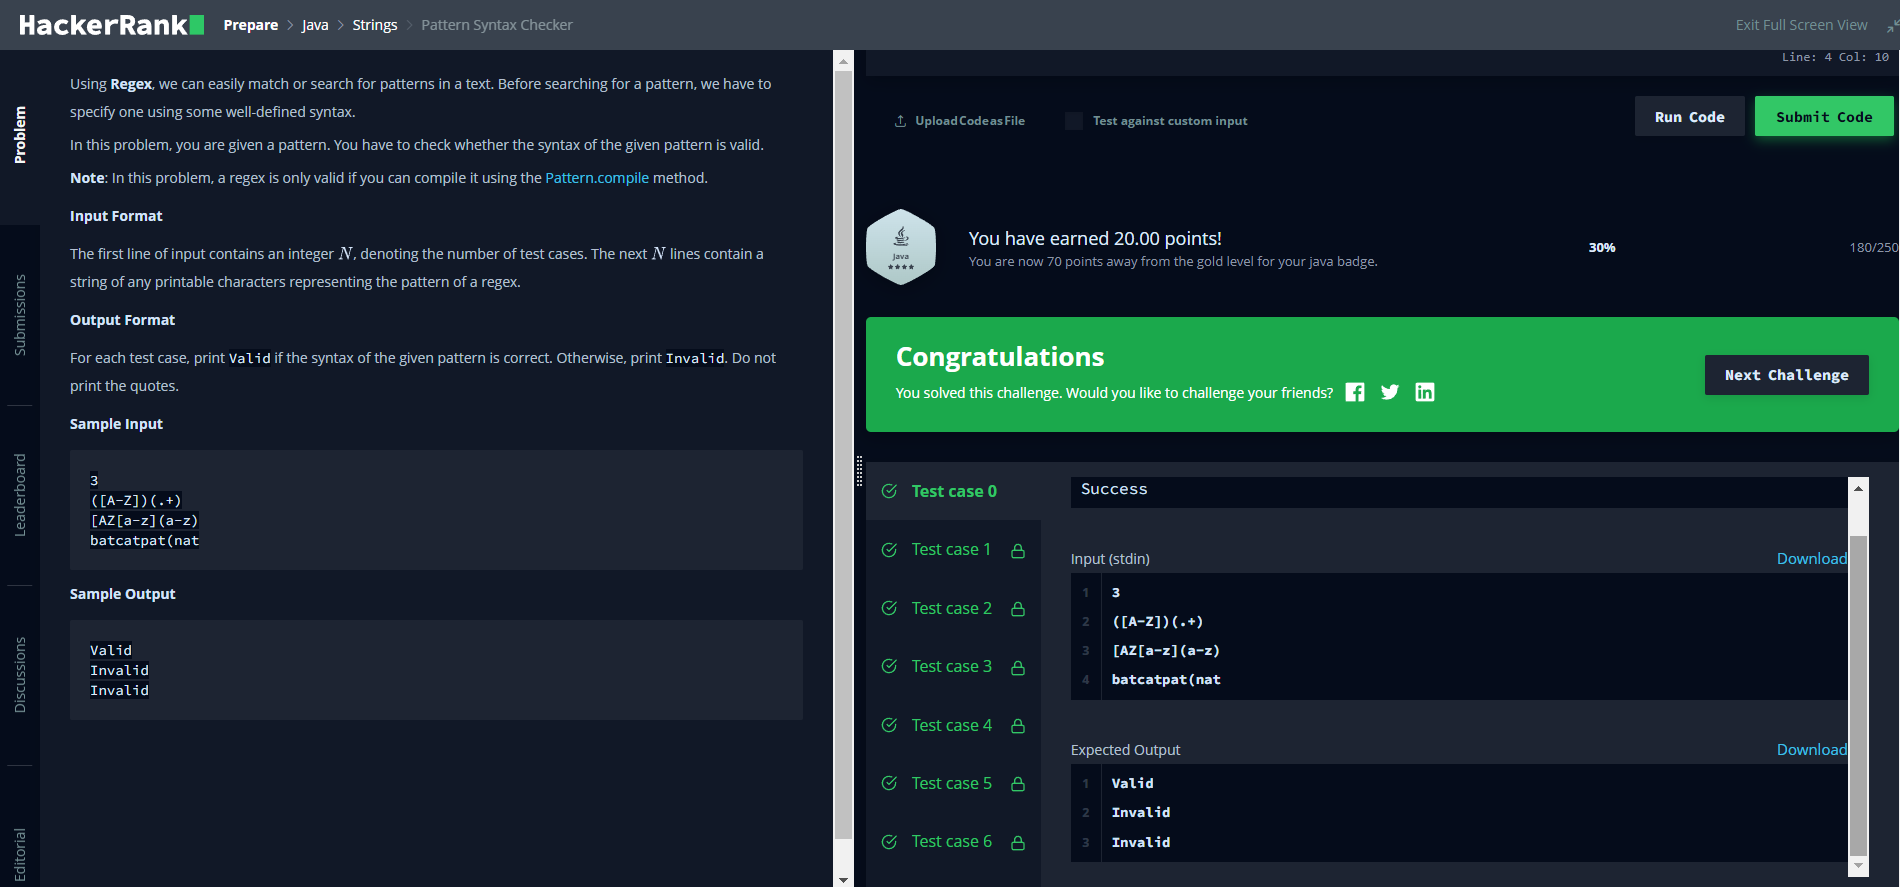 HackerRank
Prepare > Java > Strings > Pattern Syntax Checker
Exit Full Screen View
Problem
Submissions
Leaderboard
Discussions
Editorial
Using Regex, we can easily match or search for patterns in a text. Before searching for a pattern, we have to
specify one using some well-defined syntax.
In this problem, you are given a pattern. You have to check whether the syntax of the given pattern is valid.
Note: In this problem, a regex is only valid if you can compile it using the Pattern.compile method.
Input Format
The first line of input contains an integer N, denoting the number of test cases. The next N lines contain a
string of any printable characters representing the pattern of a regex.
Output Format
For each test case, print Valid if the syntax of the given pattern is correct. Otherwise, print Invalid. Do not
print the quotes.
Sample Input
3
([A-Z])(.+)
[AZ[a-z](a-z)
batcatpat(nat
Sample Output
Valid
Invalid
Invalid
Line: 4 Col: 10
Upload Code as File
Test against custom input
Run Code
Submit Code
Java
You have earned 20.00 points!
You are now 70 points away from the gold level for your java badge.
30%
180/250
Congratulations
You solved this challenge. Would you like to challenge your friends?
Next Challenge
Test case 0
Test case 1
Test case 2
Test case 3
Test case 4
Test case 5
Test case 6
Success
Input (stdin)
Download
1 3
2 ([A-Z])(.+)
3 [AZ[a-z](a-z)
4 batcatpat(nat
Expected Output
Download
1 Valid
2 Invalid
3 Invalid